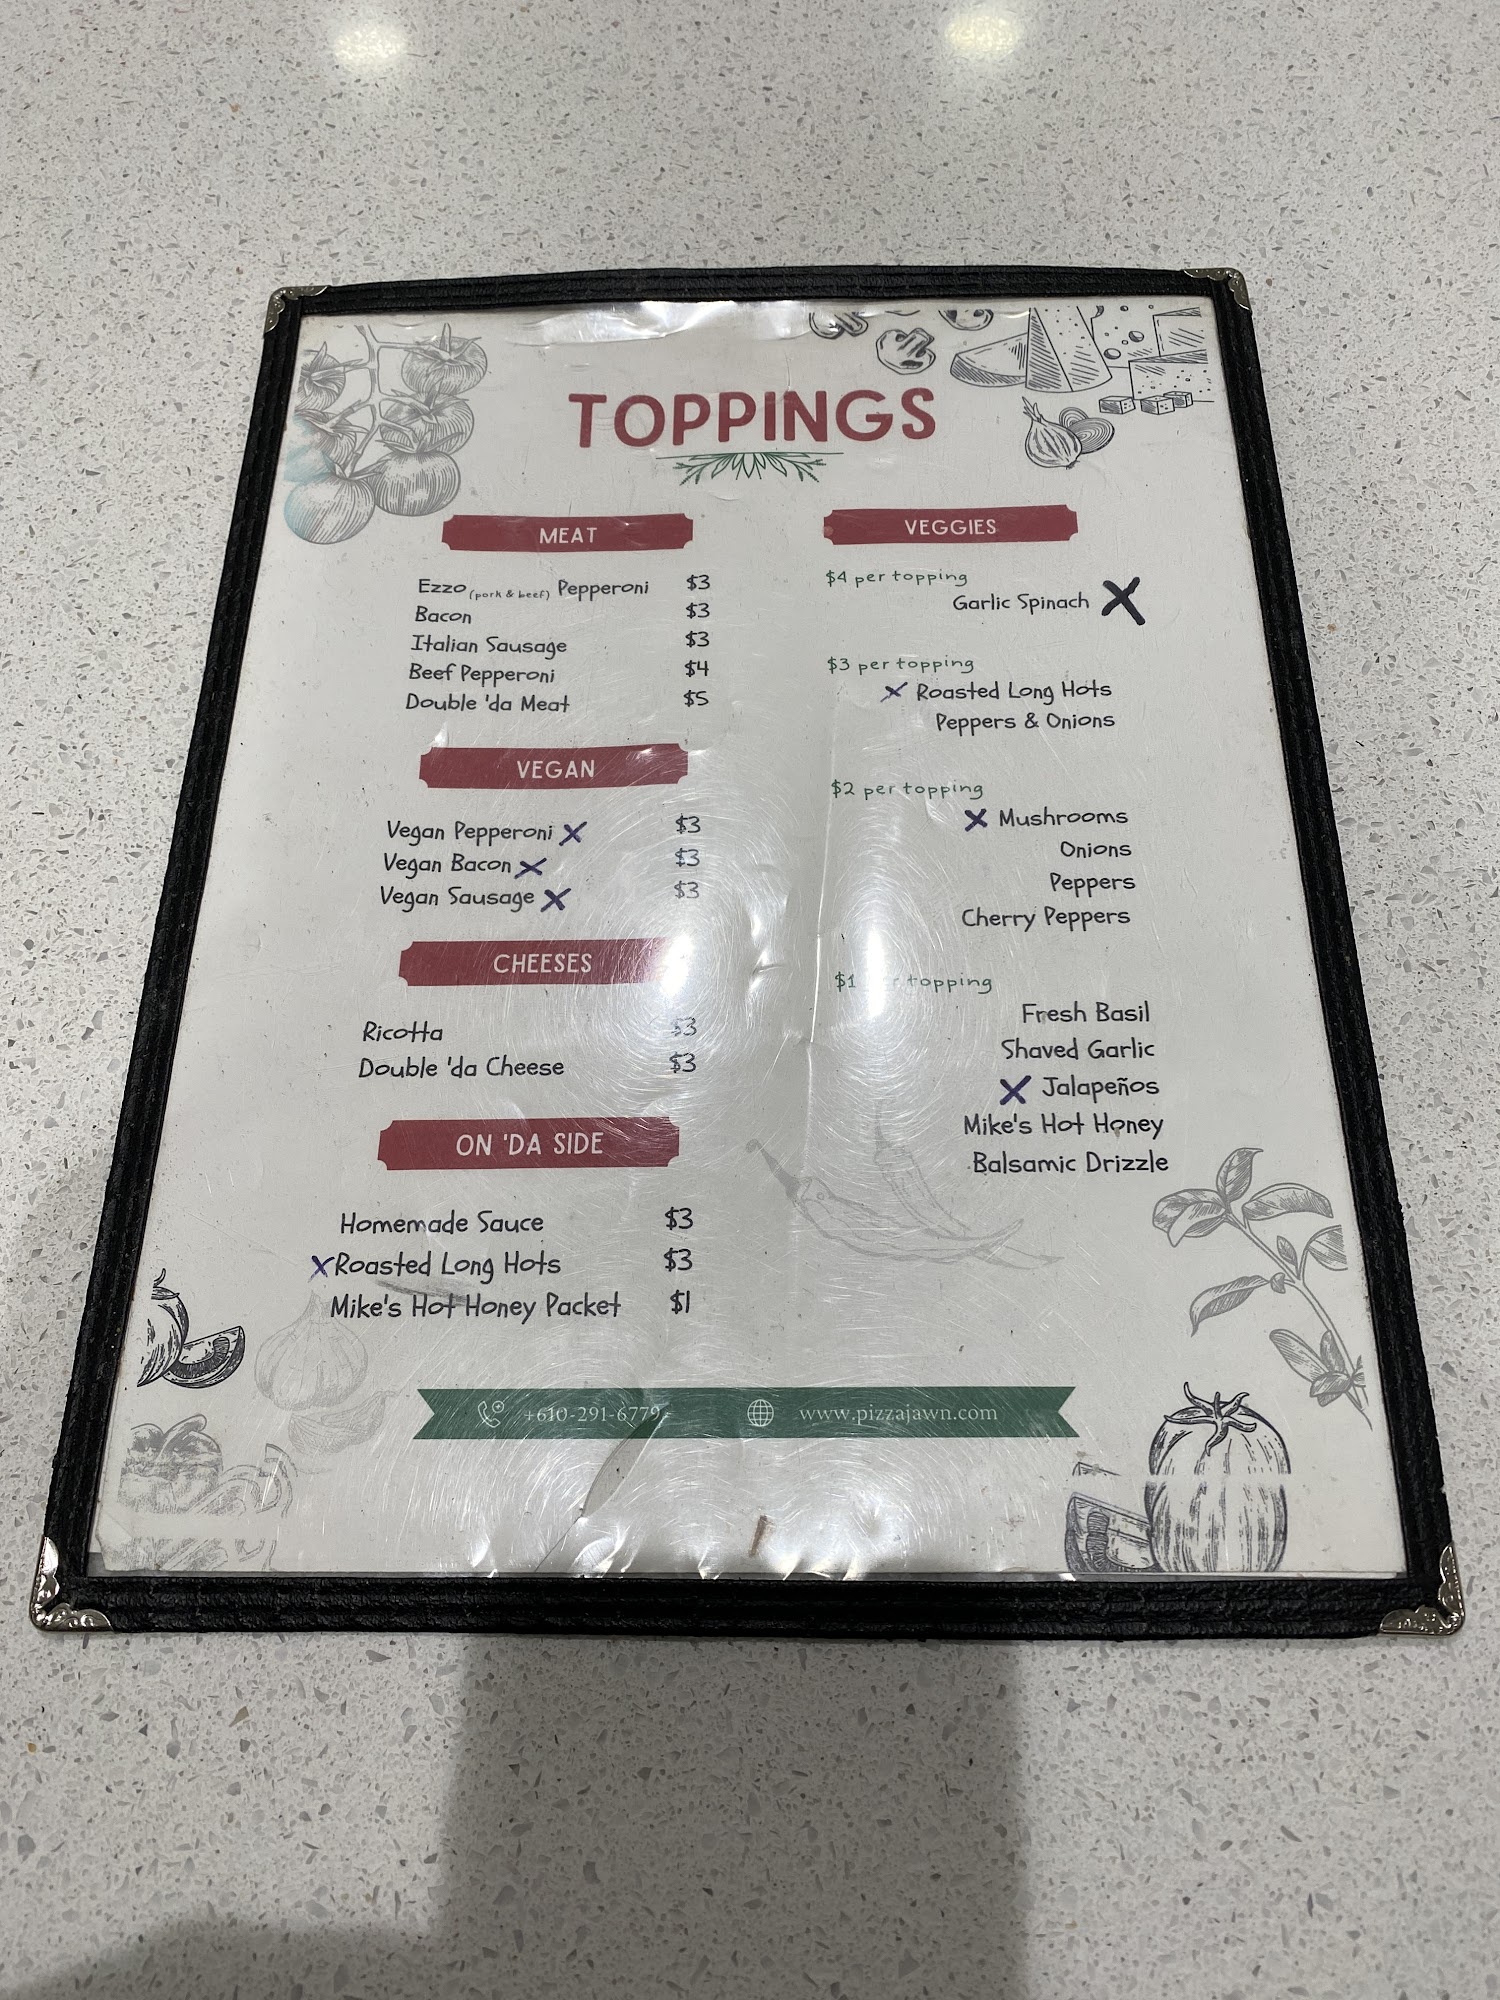 TOPPINGS
MEAT
Ezzo (pork & beef) Pepperoni $3
Bacon $3
Italian Sausage $3
Beef Pepperoni $4
Double 'da Meat $5
VEGAN
Vegan Pepperoni X $3
Vegan Bacon X $3
Vegan Sausage X $3
CHEESES
Ricotta $3
Double 'da Cheese $3
ON 'DA SIDE
Homemade Sauce $3
X Roasted Long Hots $3
Mike's Hot Honey Packet $1
VEGGIES
$4 per topping
Garlic Spinach X
$3 per topping
X Roasted Long Hots
Peppers & Onions
$2 per topping
X Mushrooms
Onions
Peppers
Cherry Peppers
$1 topping
Fresh Basil
Shaved Garlic
X Jalapeños
Mike's Hot Honey
Balsamic Drizzle
+610-291-6779 www.pizzajawn.com